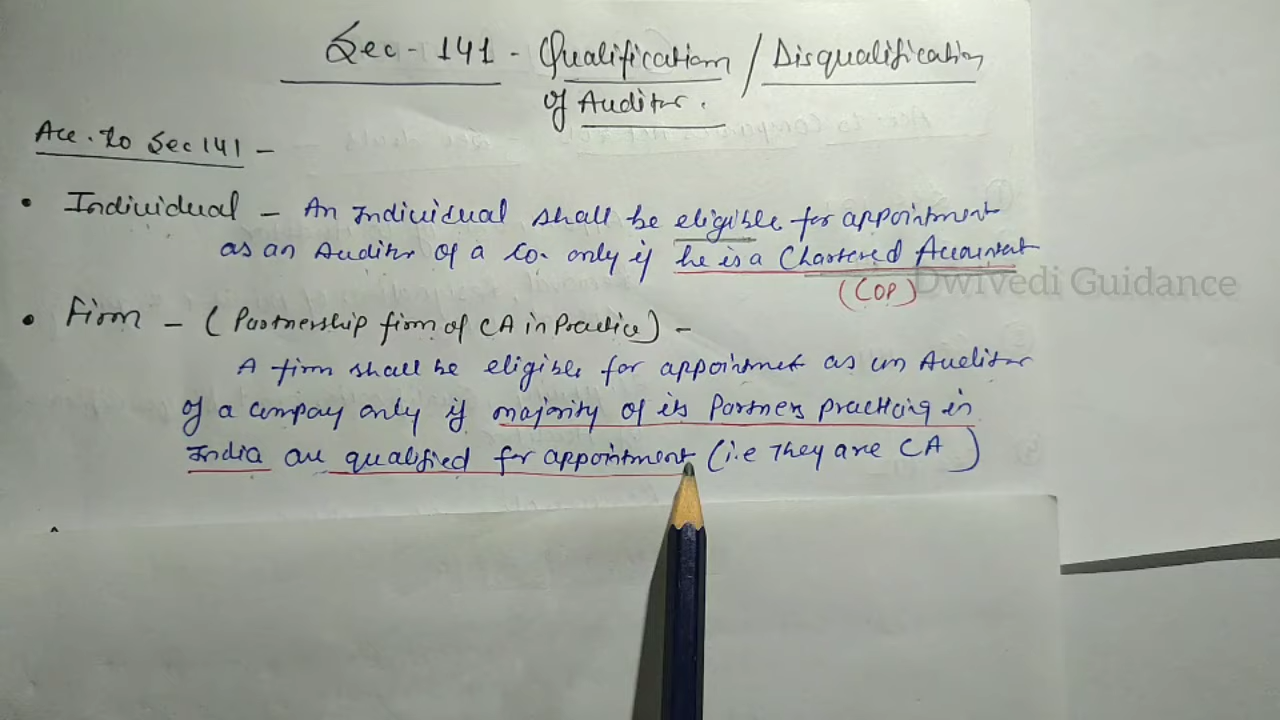 Sec - 141 - Qualification / Disqualification
of Auditor.
Acc. to Sec 141 -
• Individual - An Individual shall be eligible for appointment
as an Auditor of a Co. only if he is a Chartered Accountant
(COP)
Dwivedi Guidance
• Firm - (Partnership firm of CA in Practice) -
A firm shall be eligible for appointmet as an Auditor
of a compay only if majority of its Partners practicing in
India are qualified for appointment (i.e They are CA)